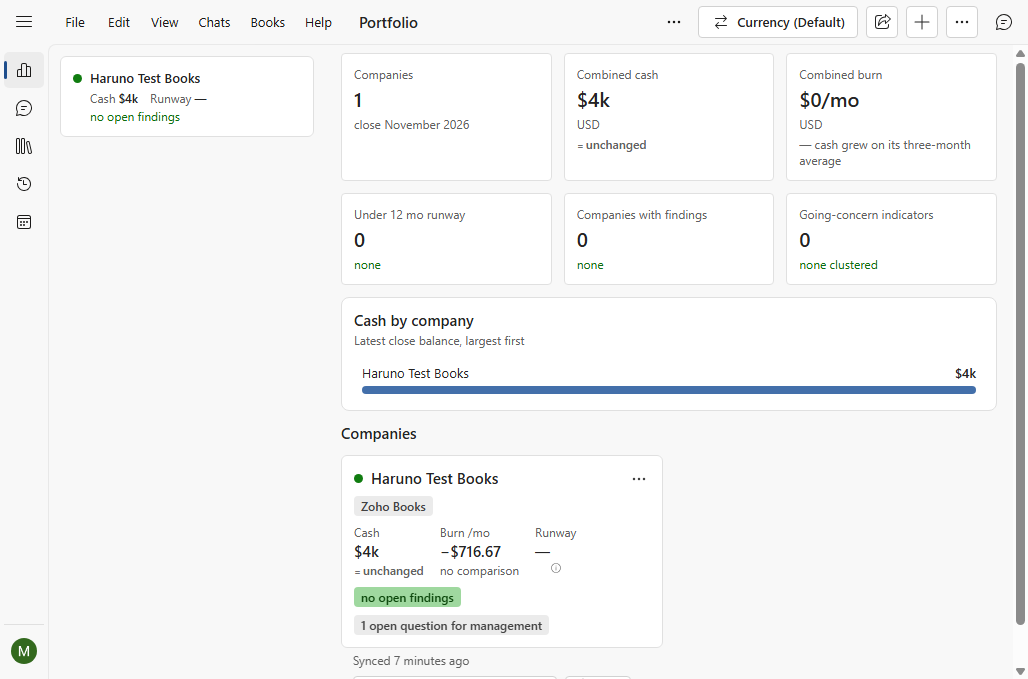 File Edit View Chats Books Help Portfolio
Currency (Default)
Haruno Test Books
Cash $4k Runway —
no open findings
Companies
1
close November 2026
Combined cash
$4k
USD
= unchanged
Combined burn
$0/mo
USD
— cash grew on its three-month
average
Under 12 mo runway
0
none
Companies with findings
0
none
Going-concern indicators
0
none clustered
Cash by company
Latest close balance, largest first
Haruno Test Books $4k
Companies
Haruno Test Books
Zoho Books
Cash Burn /mo Runway
$4k −$716.67 —
= unchanged no comparison
no open findings
1 open question for management
Synced 7 minutes ago
M